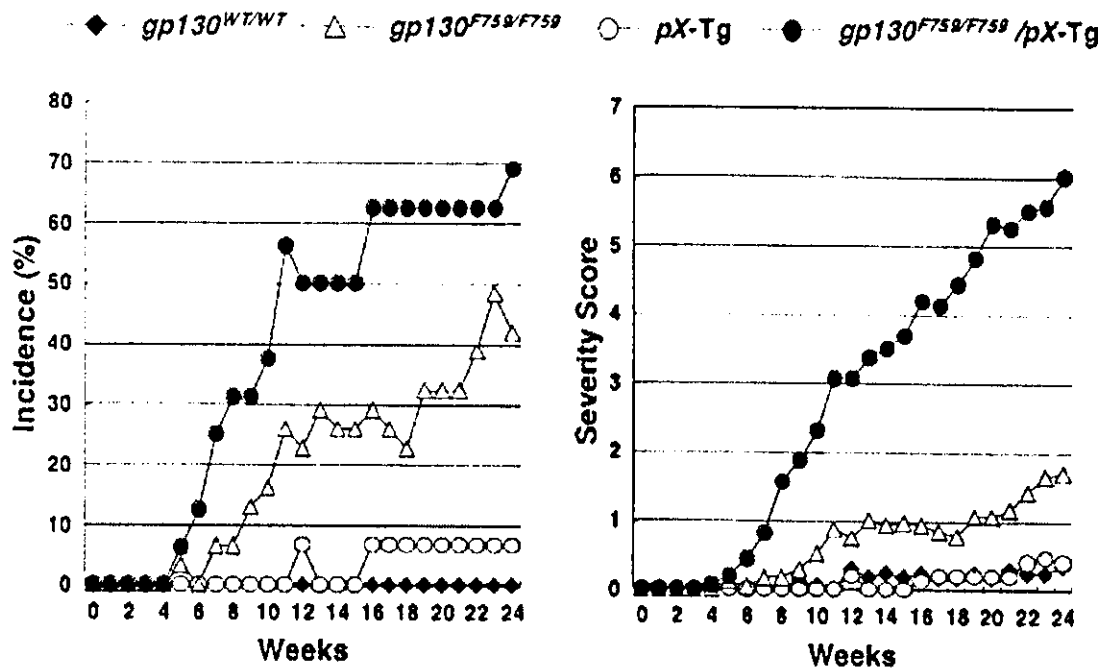 gp130WT/WT gp130F759/F759 pX-Tg gp130F759/F759/pX-Tg
Incidence (%)
80
70
60
50
40
30
20
10
0
0 2 4 6 8 10 12 14 16 18 20 22 24
Weeks
Severity Score
7
6
5
4
3
2
1
0
0 2 4 6 8 10 12 14 16 18 20 22 24
Weeks